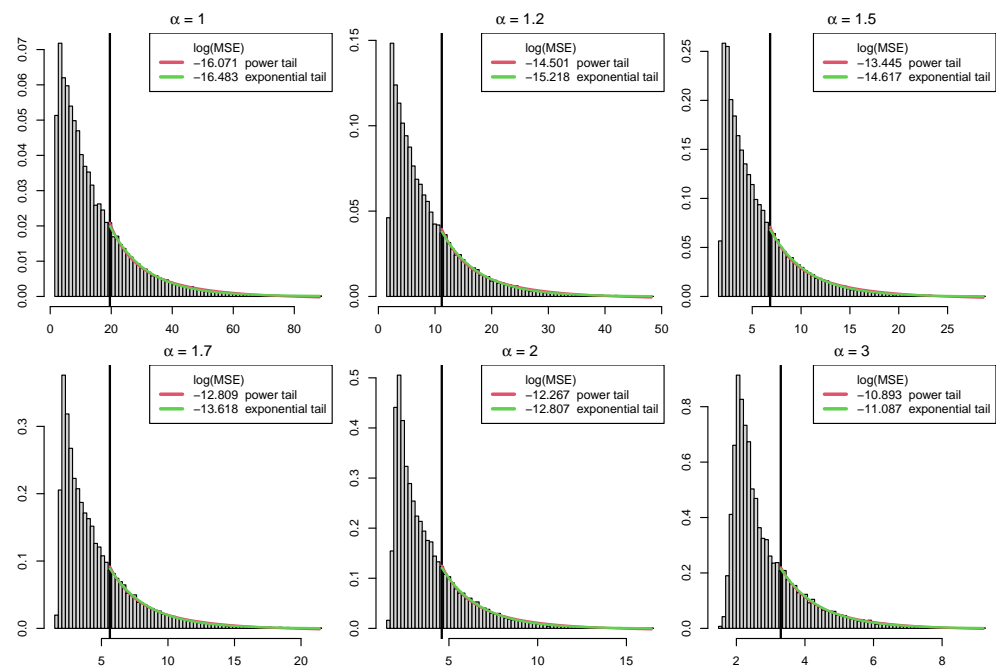 α = 1
log(MSE)
−16.071 power tail
−16.483 exponential tail
0.00 0.01 0.02 0.03 0.04 0.05 0.06 0.07
0 20 40 60 80
α = 1.2
log(MSE)
−14.501 power tail
−15.218 exponential tail
0.00 0.05 0.10 0.15
0 10 20 30 40 50
α = 1.5
log(MSE)
−13.445 power tail
−14.617 exponential tail
0.00 0.05 0.10 0.15 0.20 0.25
5 10 15 20 25
α = 1.7
log(MSE)
−12.809 power tail
−13.618 exponential tail
0.0 0.1 0.2 0.3
5 10 15 20
α = 2
log(MSE)
−12.267 power tail
−12.807 exponential tail
0.0 0.1 0.2 0.3 0.4 0.5
5 10 15
α = 3
log(MSE)
−10.893 power tail
−11.087 exponential tail
0.0 0.2 0.4 0.6 0.8
2 4 6 8